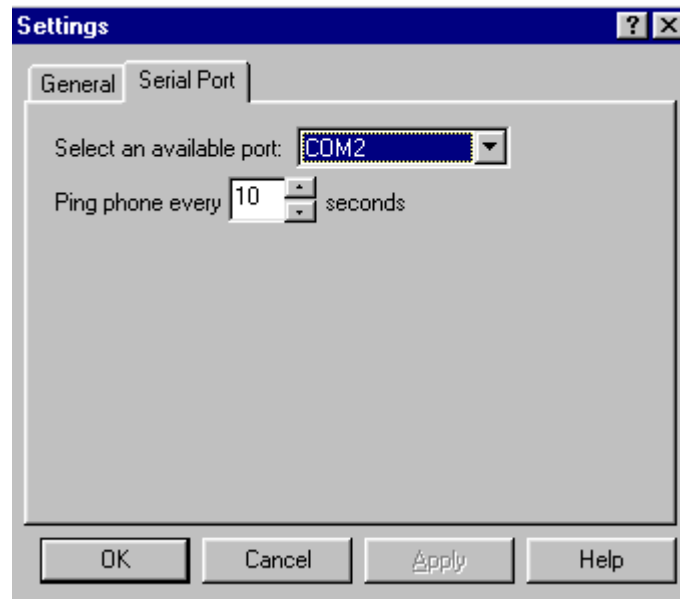 Settings
General Serial Port
Select an available port: COM2
Ping phone every 10 seconds
OK Cancel Apply Help